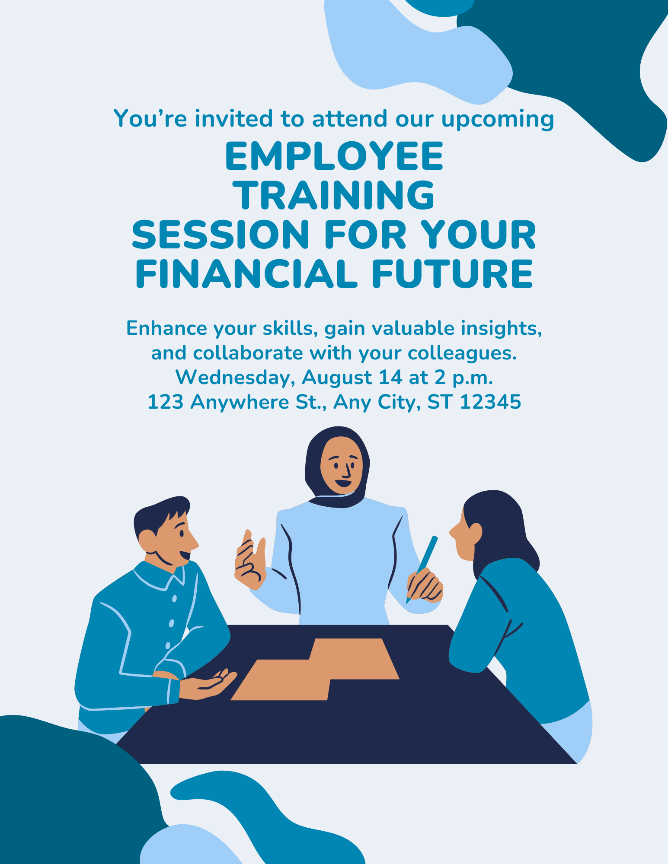 You’re invited to attend our upcoming
EMPLOYEE
TRAINING
SESSION FOR YOUR
FINANCIAL FUTURE
Enhance your skills, gain valuable insights,
and collaborate with your colleagues.
Wednesday, August 14 at 2 p.m.
123 Anywhere St., Any City, ST 12345